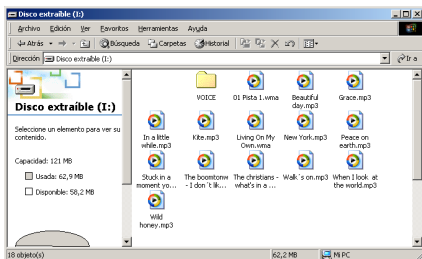 Disco extraíble (I:)
Archivo Edición Ver Favoritos Herramientas Ayuda
Atrás Búsqueda Carpetas Historial
Dirección Disco extraíble (I:) Ir a
Disco extraíble (I:)
Seleccione un elemento para ver su contenido.
Capacidad: 121 MB
Usada: 62,9 MB
Disponible: 58,2 MB
VOICE
01 Pista 1.wma
Beautiful day.mp3
Grace.mp3
In a little while.mp3
Kite.mp3
Living On My Own.wma
New York.mp3
Peace on earth.mp3
Stuck in a moment yo...
The boomtown - I don´t lik...
The christians - what's in a ...
Walk´s on.mp3
When I look at the world.mp3
Wild honey.mp3
18 objeto(s)
62,2 MB
Mi PC